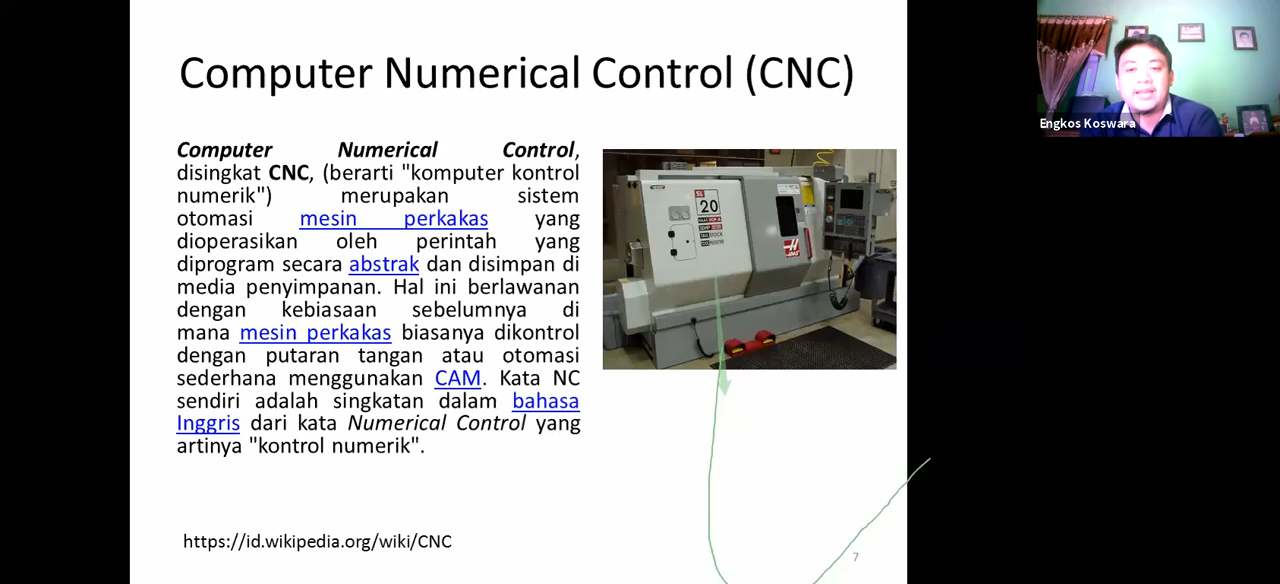 Computer Numerical Control (CNC)
Computer Numerical Control,
disingkat CNC, (berarti "komputer kontrol
numerik") merupakan sistem
otomasi mesin perkakas yang
dioperasikan oleh perintah yang
diprogram secara abstrak dan disimpan di
media penyimpanan. Hal ini berlawanan
dengan kebiasaan sebelumnya di
mana mesin perkakas biasanya dikontrol
dengan putaran tangan atau otomasi
sederhana menggunakan CAM. Kata NC
sendiri adalah singkatan dalam bahasa
Inggris dari kata Numerical Control yang
artinya "kontrol numerik".
SL
20
HAAS
https://id.wikipedia.org/wiki/CNC
7
Engkos Koswara